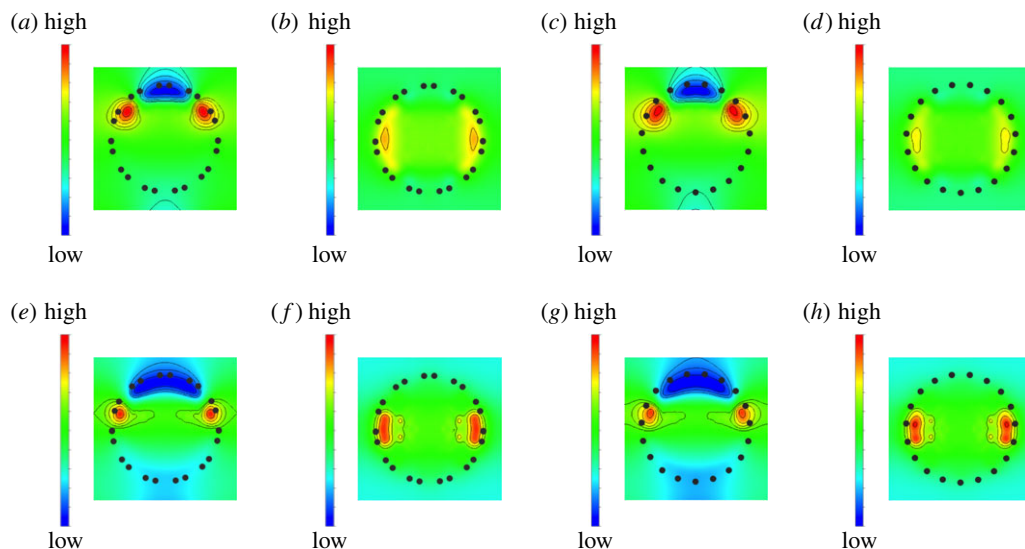 (a) high
(b) high
(c) high
(d) high
low
low
low
low
(e) high
(f) high
(g) high
(h) high
low
low
low
low